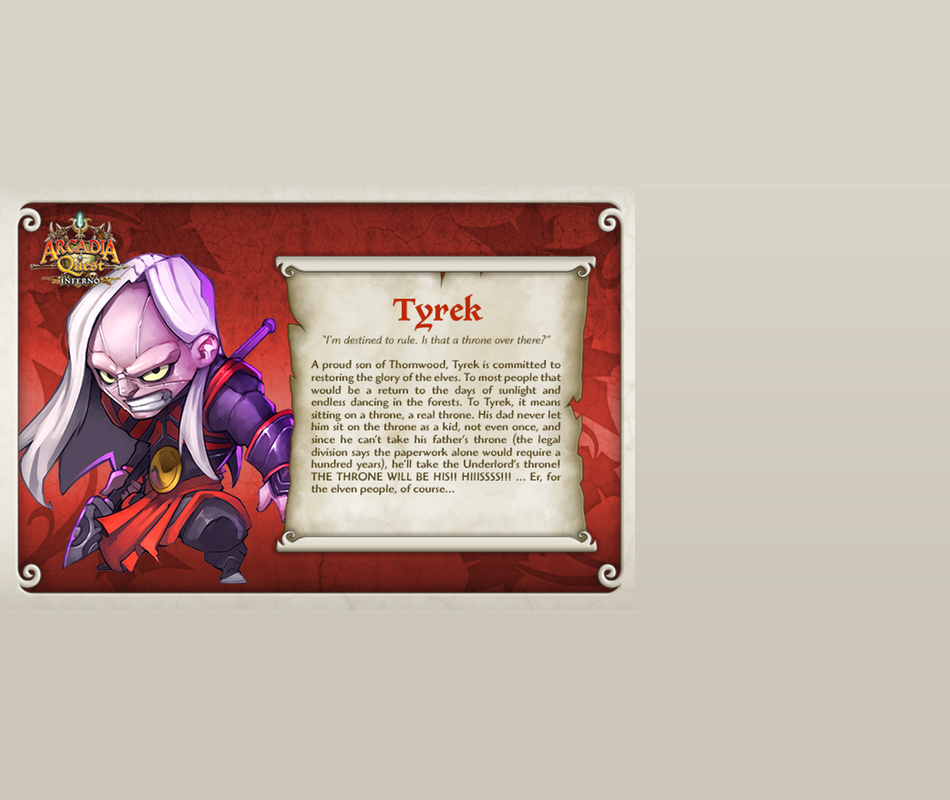 ARCADIA
Quest
INFERNO
Tyrek
"I'm destined to rule. Is that a throne over there?"
A proud son of Thornwood, Tyrek is committed to
restoring the glory of the elves. To most people that
would be a return to the days of sunlight and
endless dancing in the forests. To Tyrek, it means
sitting on a throne, a real throne. His dad never let
him sit on the throne as a kid, not even once, and
since he can't take his father's throne (the legal
division says the paperwork alone would require a
hundred years), he'll take the Underlord's throne!
THE THRONE WILL BE HIS!! HIIISSSS!!! ... Er, for
the elven people, of course...